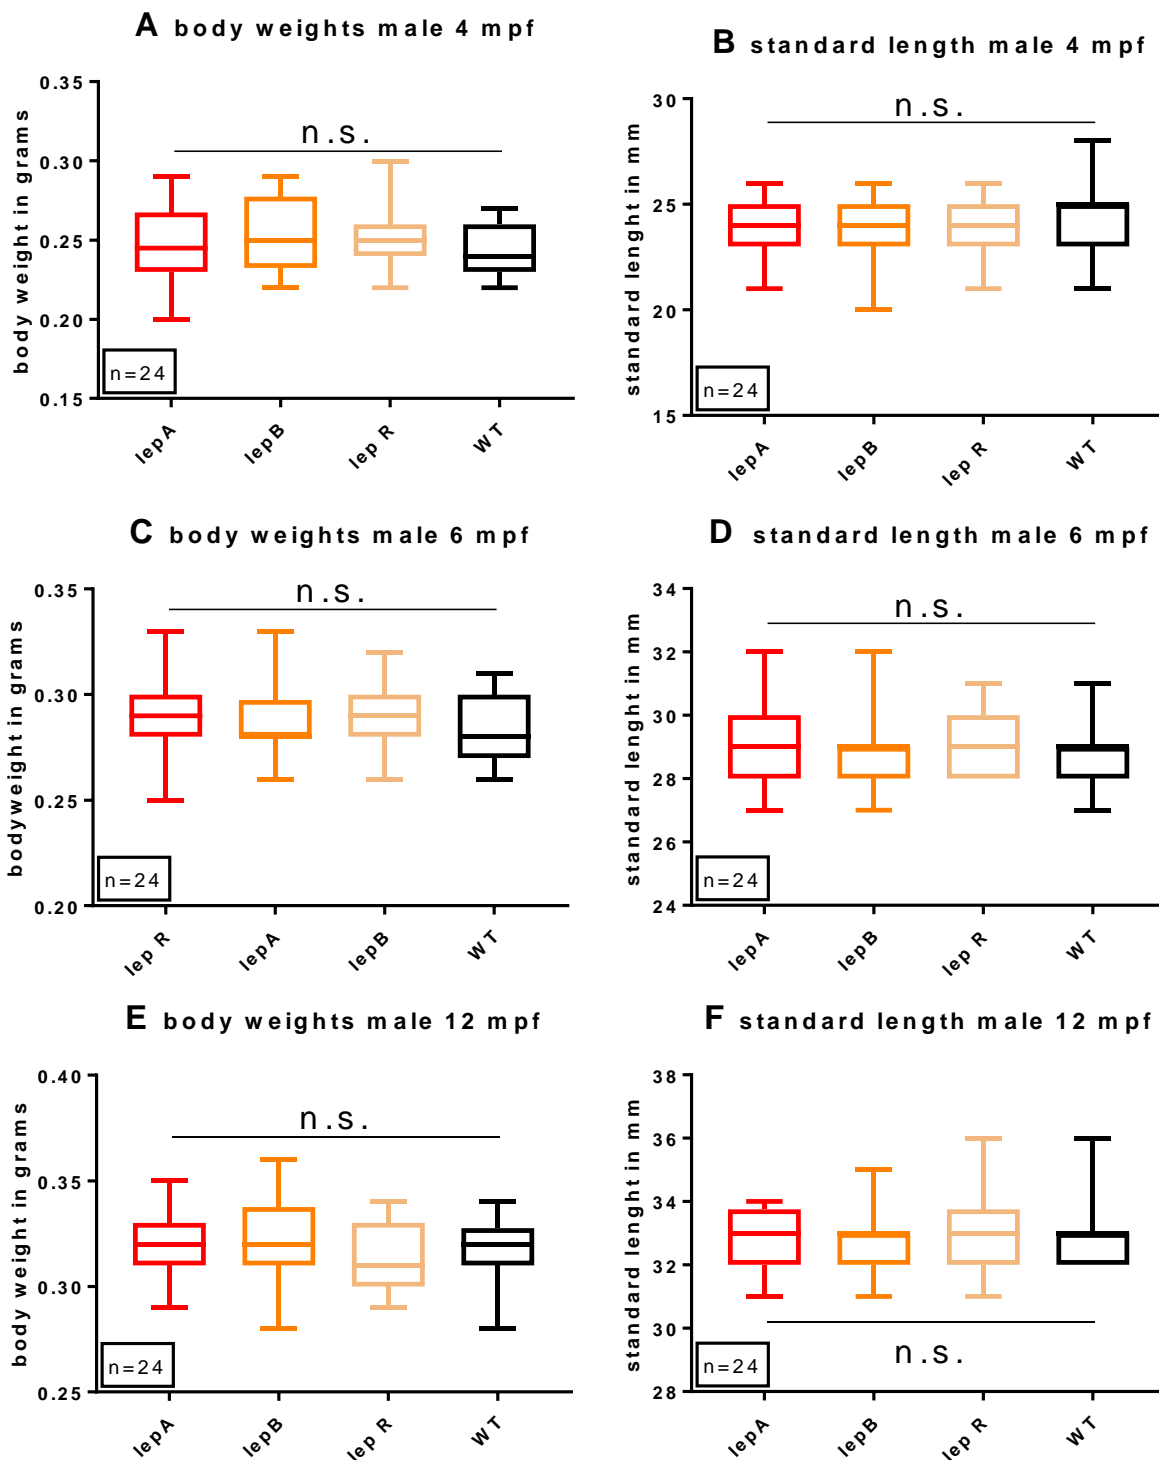 A body weights male 4 mpf
body weight in grams
0.35
0.30
0.25
0.20
0.15
n.s.
n=24
lepA
lepB
lep R
WT
B standard length male 4 mpf
standard lenght in mm
30
25
20
15
n.s.
n=24
lepA
lepB
lep R
WT
C body weights male 6 mpf
bodyweight in grams
0.35
0.30
0.25
0.20
n.s.
n=24
lep R
lepA
lepB
WT
D standard length male 6 mpf
standard lenght in mm
34
32
30
28
26
24
n.s.
n=24
lepA
lepB
lep R
WT
E body weights male 12 mpf
body weight in grams
0.40
0.35
0.30
0.25
n.s.
n=24
lepA
lepB
lep R
WT
F standard length male 12 mpf
standard lenght in mm
38
36
34
32
30
28
n.s.
n=24
lepA
lepB
lep R
WT